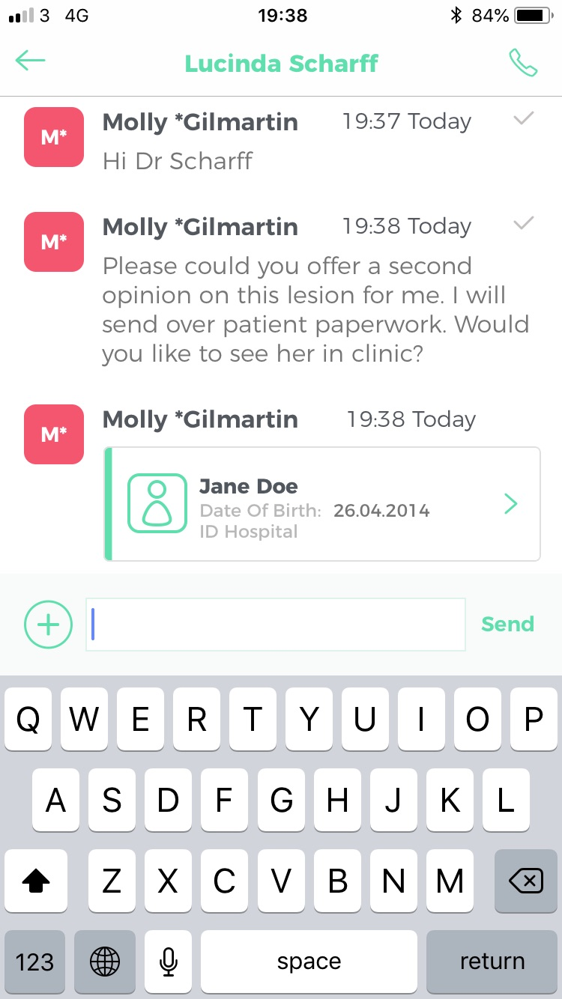 3 4G 19:38 84%
Lucinda Scharff
M* Molly *Gilmartin 19:37 Today
Hi Dr Scharff
M* Molly *Gilmartin 19:38 Today
Please could you offer a second
opinion on this lesion for me. I will
send over patient paperwork. Would
you like to see her in clinic?
M* Molly *Gilmartin 19:38 Today
Jane Doe
Date Of Birth: 26.04.2014
ID Hospital
Send
Q W E R T Y U I O P
A S D F G H J K L
Z X C V B N M
123 space return